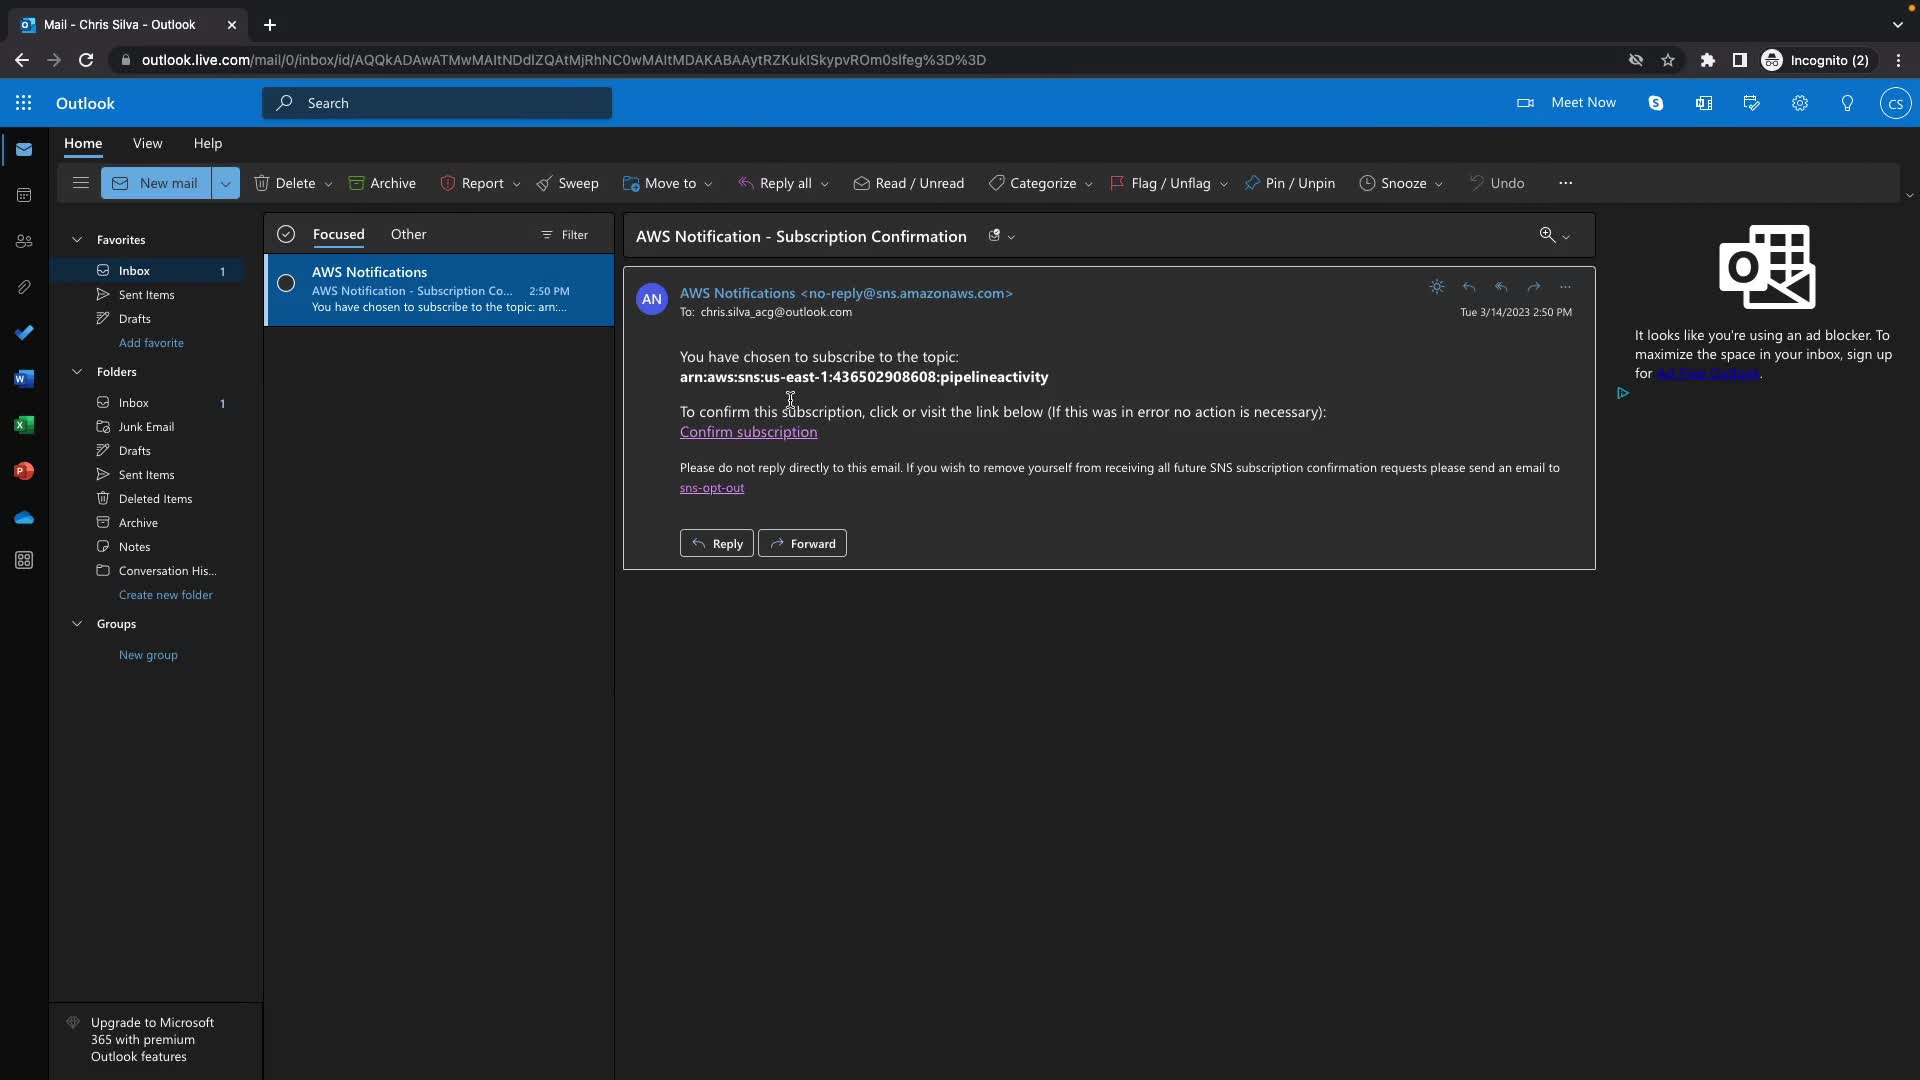 Mail - Chris Silva - Outlook
outlook.live.com/mail/0/inbox/id/AQQkADAwATMwMAItNDdlZQAtMjRhNC0wMAItMDAKABAAytRZKukISkypvROm0slfeg%3D%3D
Incognito (2)
Outlook
Search
Meet Now
CS
Home View Help
New mail
Delete
Archive
Report
Sweep
Move to
Reply all
Read / Unread
Categorize
Flag / Unflag
Pin / Unpin
Snooze
Undo
Favorites
Inbox 1
Sent Items
Drafts
Add favorite
Folders
Inbox 1
Junk Email
Drafts
Sent Items
Deleted Items
Archive
Notes
Conversation His...
Create new folder
Groups
New group
Upgrade to Microsoft
365 with premium
Outlook features
Focused Other Filter
AWS Notifications
AWS Notification - Subscription Co... 2:50 PM
You have chosen to subscribe to the topic: arn:...
AWS Notification - Subscription Confirmation
AN
AWS Notifications <no-reply@sns.amazonaws.com>
To: chris.silva_acg@outlook.com
Tue 3/14/2023 2:50 PM
You have chosen to subscribe to the topic:
arn:aws:sns:us-east-1:436502908608:pipelineactivity
To confirm this subscription, click or visit the link below (If this was in error no action is necessary):
Confirm subscription
Please do not reply directly to this email. If you wish to remove yourself from receiving all future SNS subscription confirmation requests please send an email to
sns-opt-out
Reply
Forward
It looks like you're using an ad blocker. To
maximize the space in your inbox, sign up
for Ad-Free Outlook.